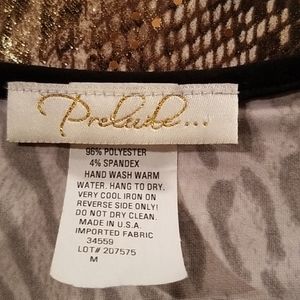 Prelude...
96% POLYESTER
4% SPANDEX
HAND WASH WARM
WATER. HANG TO DRY.
VERY COOL IRON ON
REVERSE SIDE ONLY!
DO NOT DRY CLEAN.
MADE IN U.S.A.
IMPORTED FABRIC
34559
LOT# 207575
M